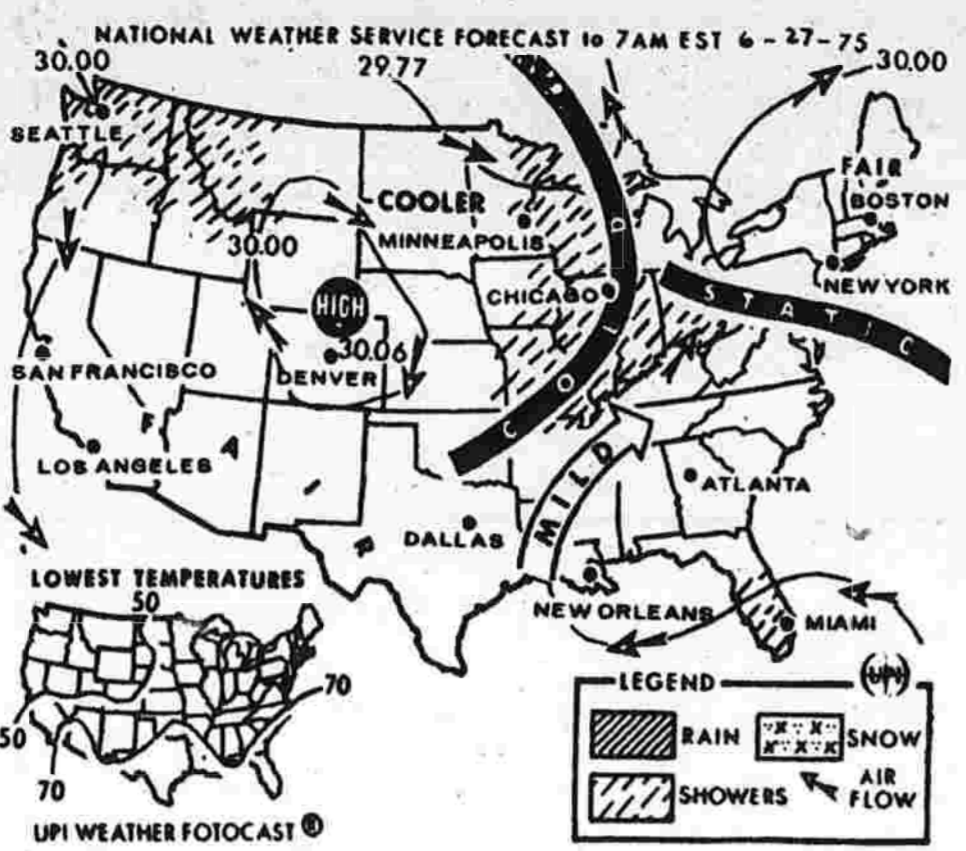 NATIONAL WEATHER SERVICE FORECAST to 7AM EST 6-27-75
30.00
29.77
30.00
SEATTLE
COLD
FAIR
BOSTON
COOLER
MINNEAPOLIS
30.00
NEW YORK
CHICAGO
STATIC
HIGH
30.06
DENVER
SAN FRANCISCO
FAIR
LOS ANGELES
COLD
MILD
ATLANTA
DALLAS
NEW ORLEANS
MIAMI
LOWEST TEMPERATURES
50
70
50
70
UPI WEATHER FOTOCAST ®
LEGEND
(UPI)
RAIN
SNOW
SHOWERS
AIR
FLOW